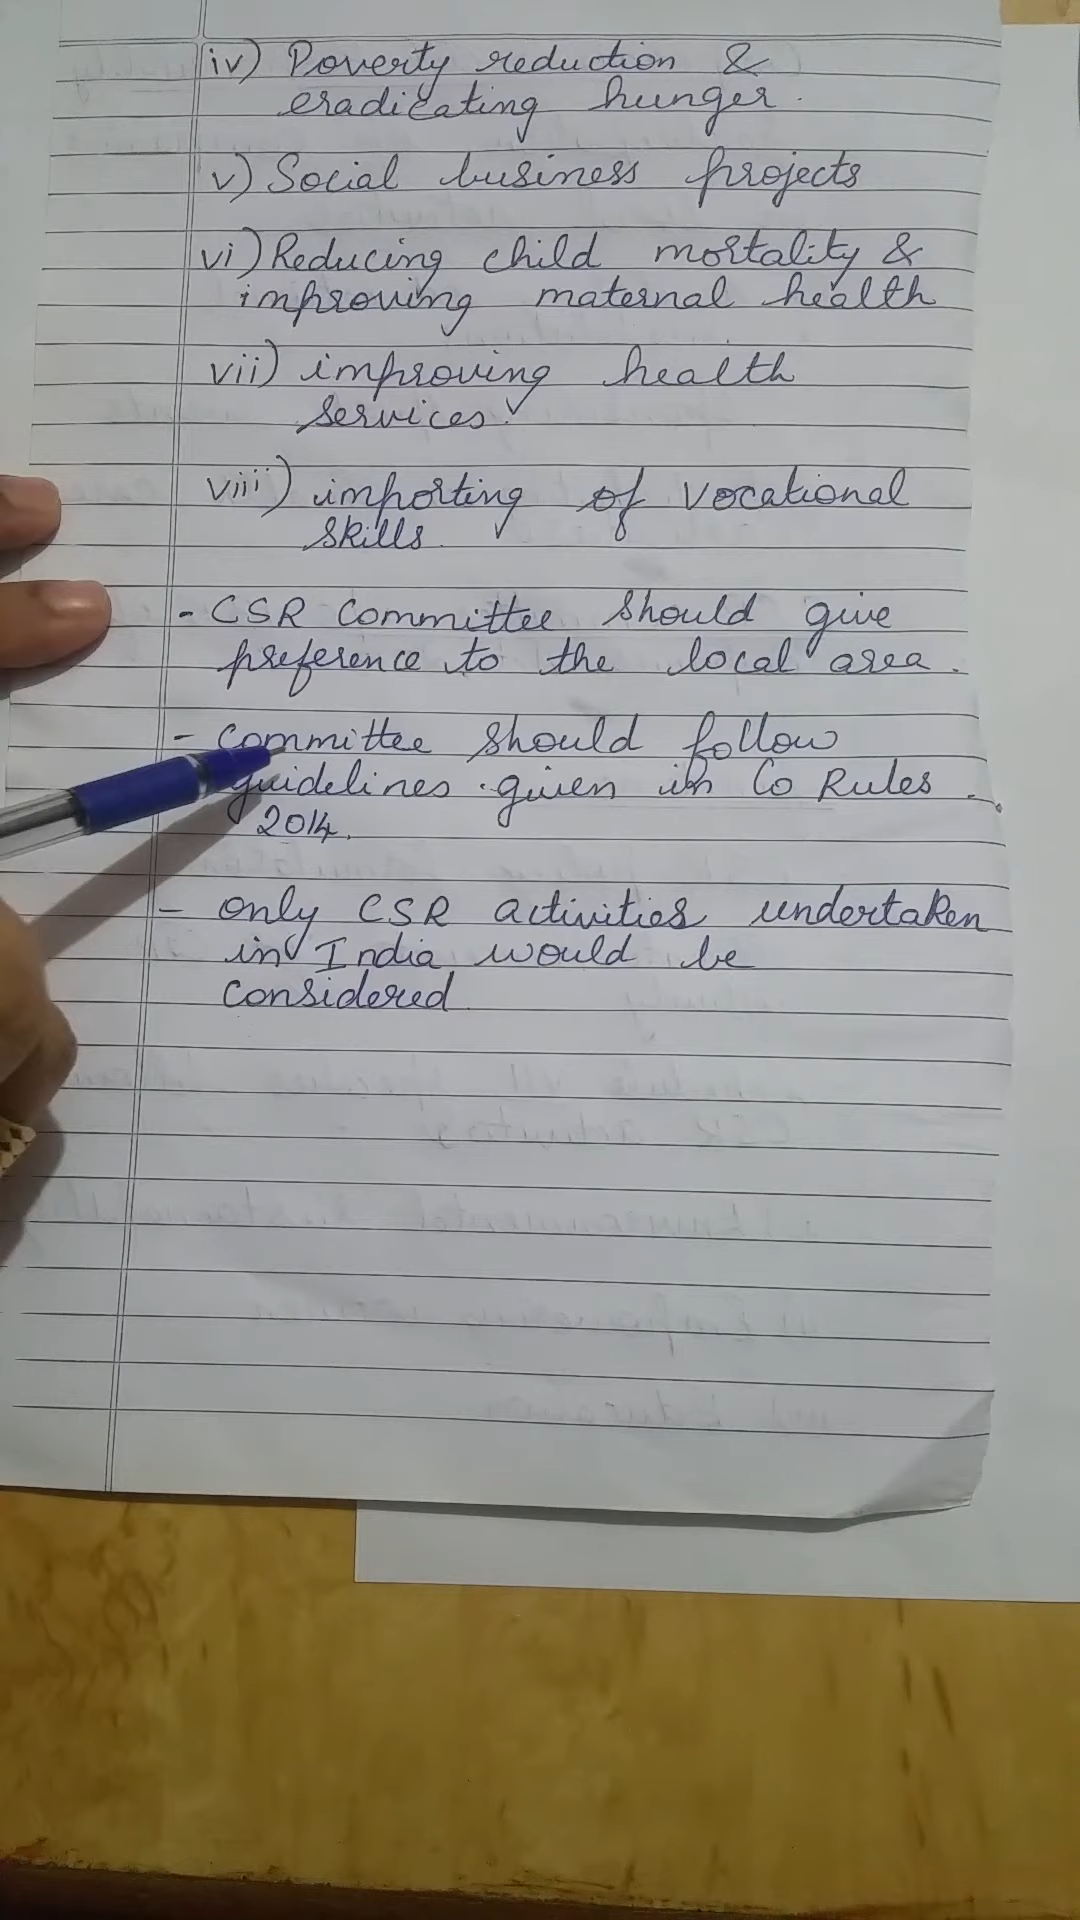 iv) Poverty reduction &
eradicating hunger.
v) Social business projects
vi) Reducing child mortality &
improving maternal health
vii) improving health
services.
viii) importing of vocational
skills.
- CSR Committee should give
preference to the local area.
- Committee should follow
guidelines given in Co Rules.
2014.
- only CSR activities undertaken
in India would be
considered